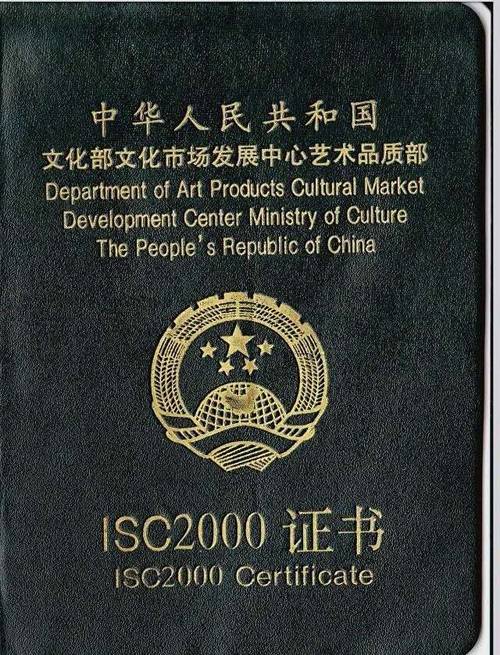 中华人民共和国
文化部文化市场发展中心艺术品质部
Department of Art Products Cultural Market
Development Center Ministry of Culture
The People's Republic of China
ISC2000 证书
ISC2000 Certificate